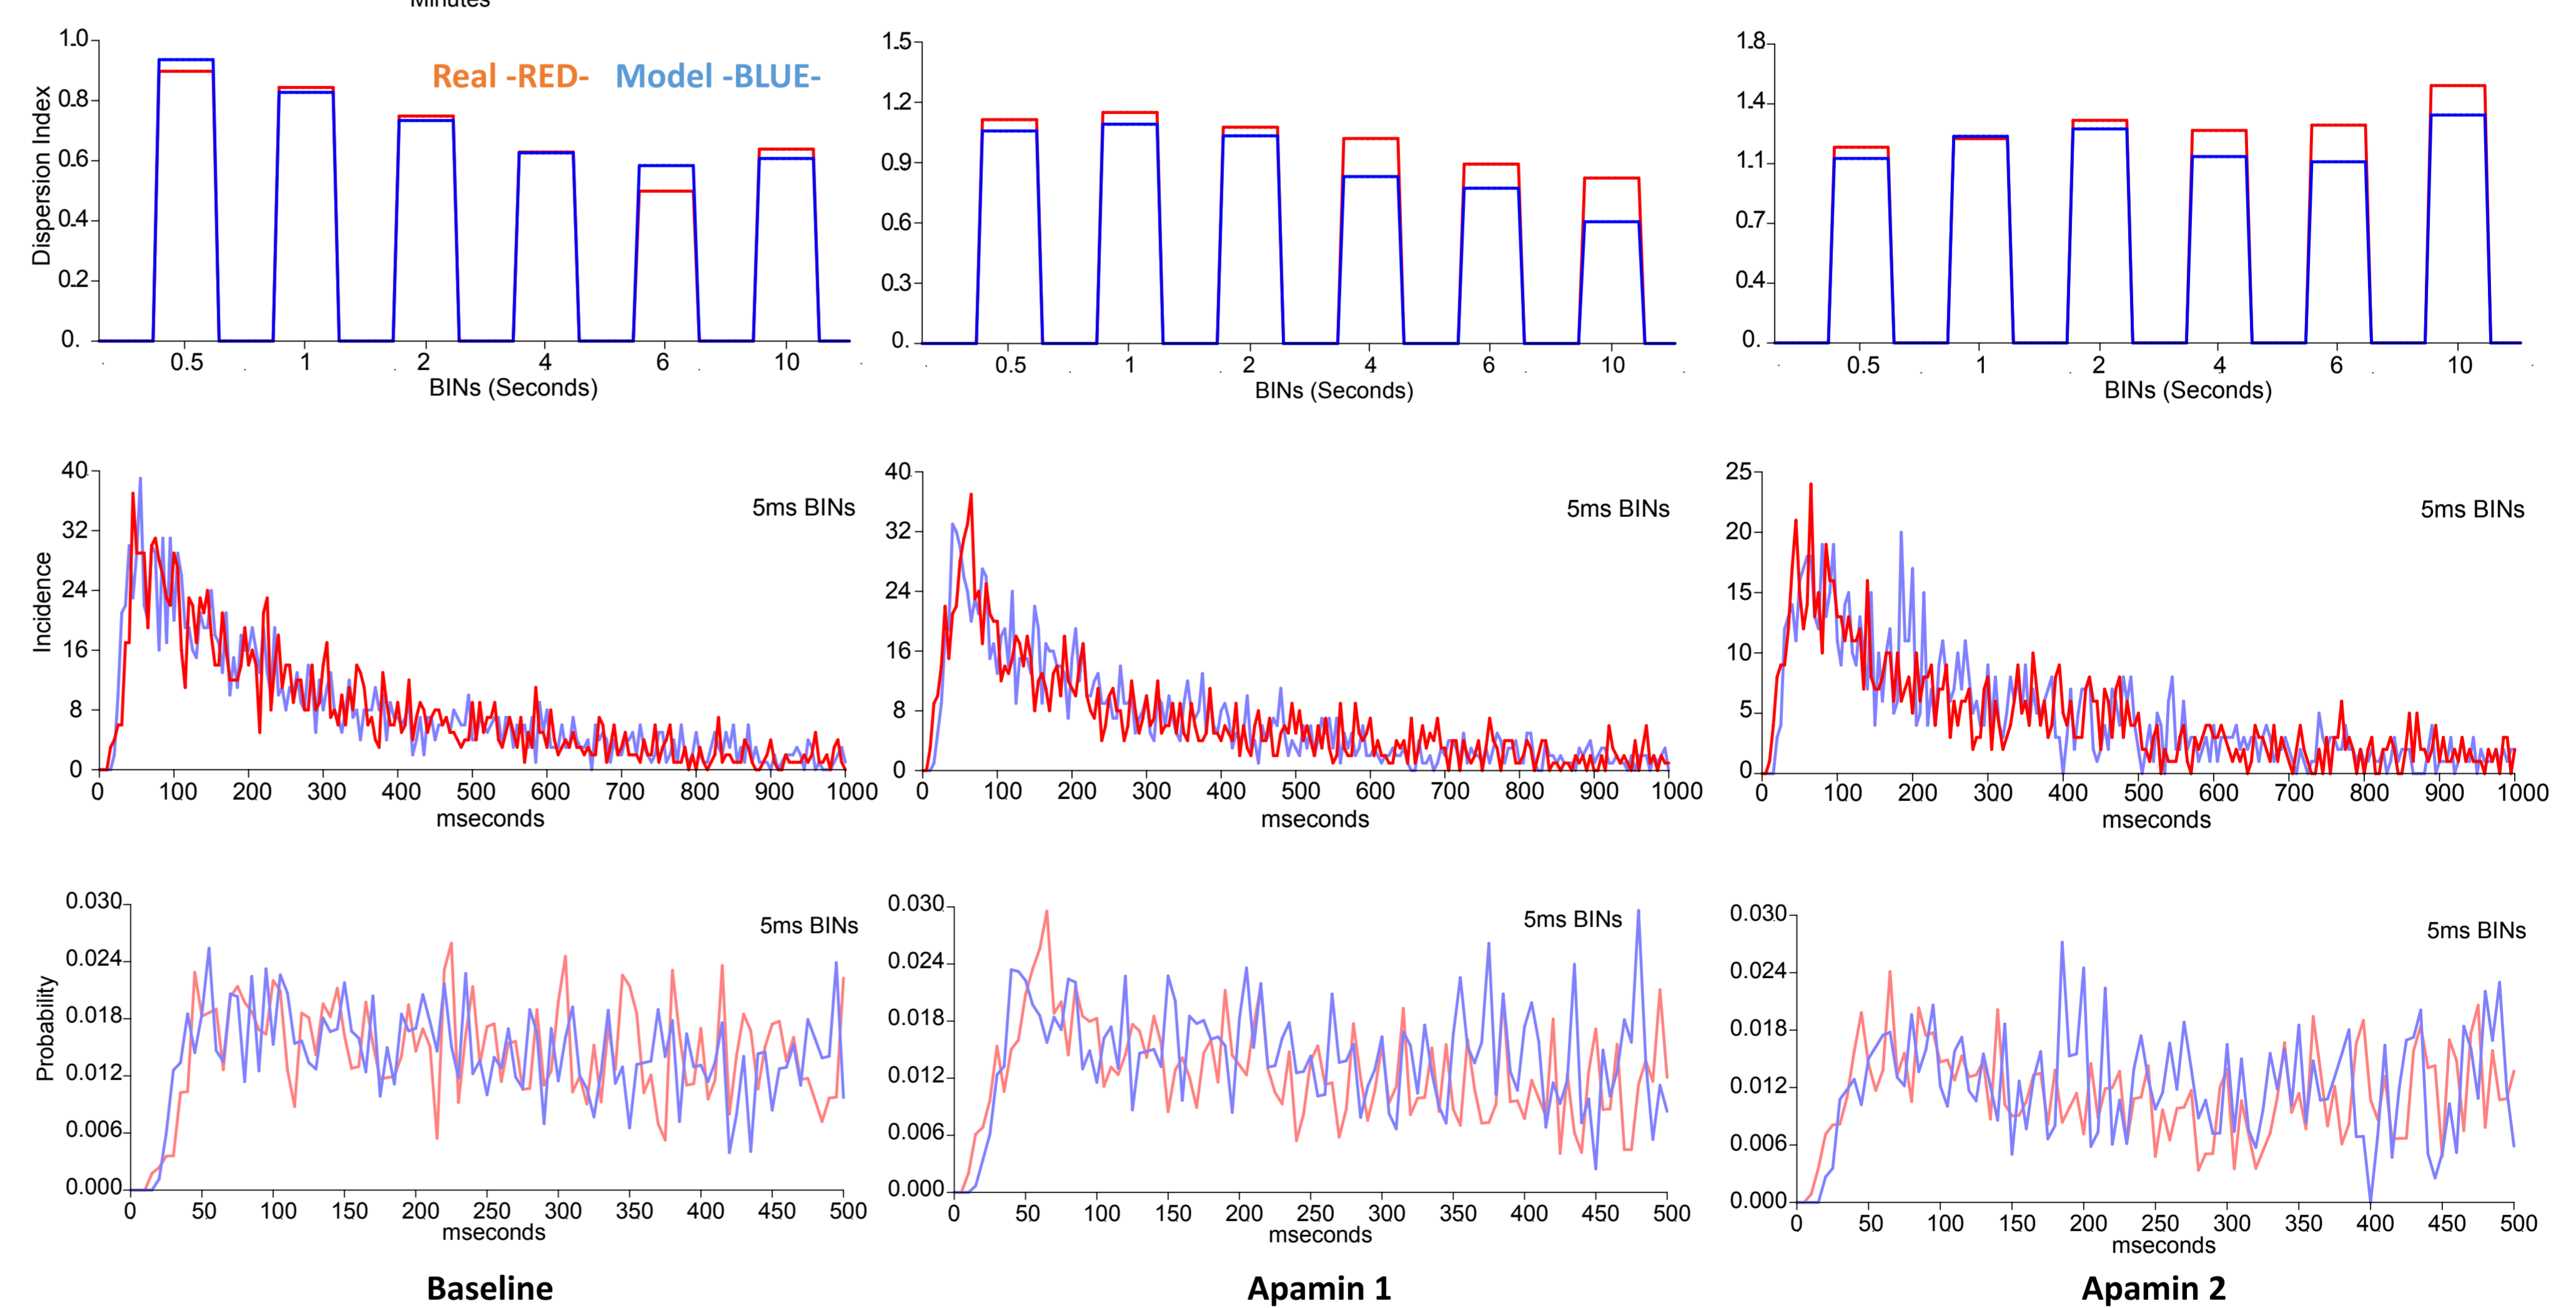 Minutes
1.0
0.8
0.6
0.4
0.2
0.
Dispersion Index
Real -RED- Model -BLUE-
0.5 1 2 4 6 10
BINs (Seconds)
1.5
1.2
0.9
0.6
0.3
0.
0.5 1 2 4 6 10
BINs (Seconds)
1.8
1.4
1.1
0.7
0.4
0.
0.5 1 2 4 6 10
BINs (Seconds)
40
32
24
16
8
0
Incidence
5ms BINs
0 100 200 300 400 500 600 700 800 900 1000
mseconds
40
32
24
16
8
0
5ms BINs
0 100 200 300 400 500 600 700 800 900 1000
mseconds
25
20
15
10
5
0
5ms BINs
0 100 200 300 400 500 600 700 800 900 1000
mseconds
0.030
0.024
0.018
0.012
0.006
0.000
Probability
5ms BINs
0 50 100 150 200 250 300 350 400 450 500
mseconds
0.030
0.024
0.018
0.012
0.006
0.000
5ms BINs
0 50 100 150 200 250 300 350 400 450 500
mseconds
0.030
0.024
0.018
0.012
0.006
0.000
5ms BINs
0 50 100 150 200 250 300 350 400 450 500
mseconds
Baseline
Apamin 1
Apamin 2